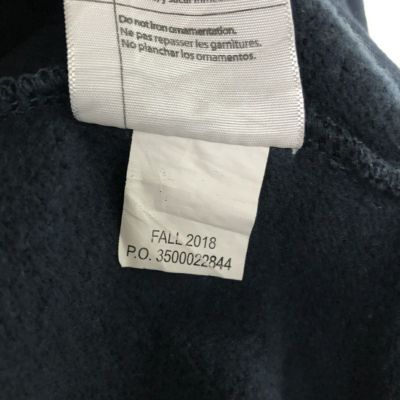 Do not iron ornamentation.
Ne pas repasser les garnitures.
No planchar los ornamentos.
FALL 2018
P.O. 3500022844